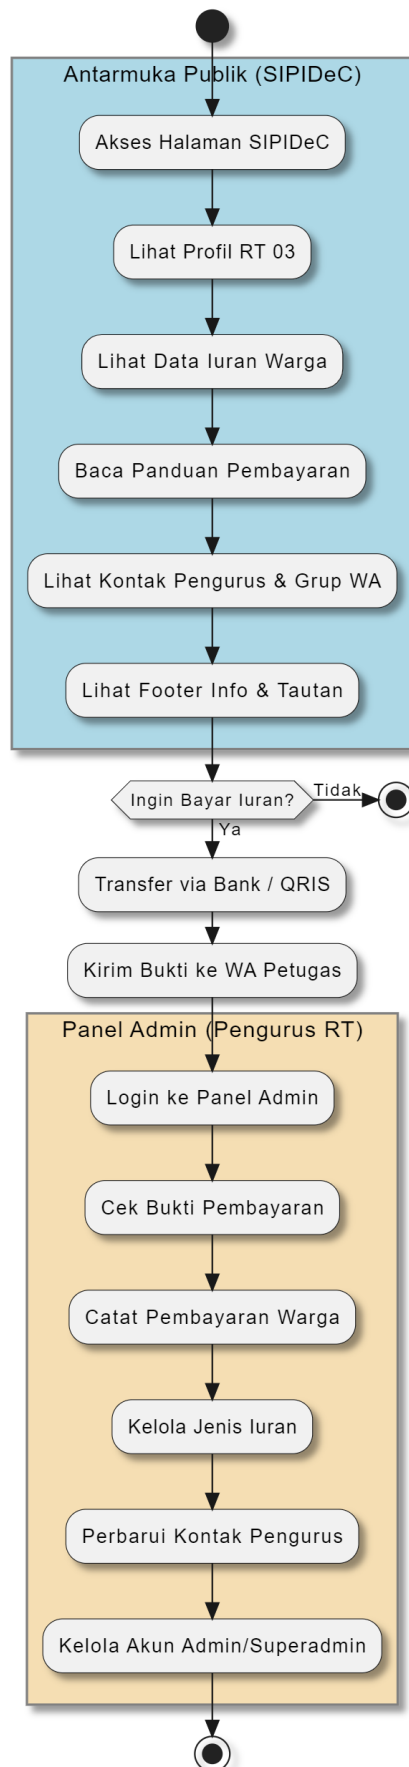 Antarmuka Publik (SIPIDeC)
Akses Halaman SIPIDeC
Lihat Profil RT 03
Lihat Data Iuran Warga
Baca Panduan Pembayaran
Lihat Kontak Pengurus & Grup WA
Lihat Footer Info & Tautan
Ingin Bayar Iuran?
Tidak
Ya
Transfer via Bank / QRIS
Kirim Bukti ke WA Petugas
Panel Admin (Pengurus RT)
Login ke Panel Admin
Cek Bukti Pembayaran
Catat Pembayaran Warga
Kelola Jenis Iuran
Perbarui Kontak Pengurus
Kelola Akun Admin/Superadmin